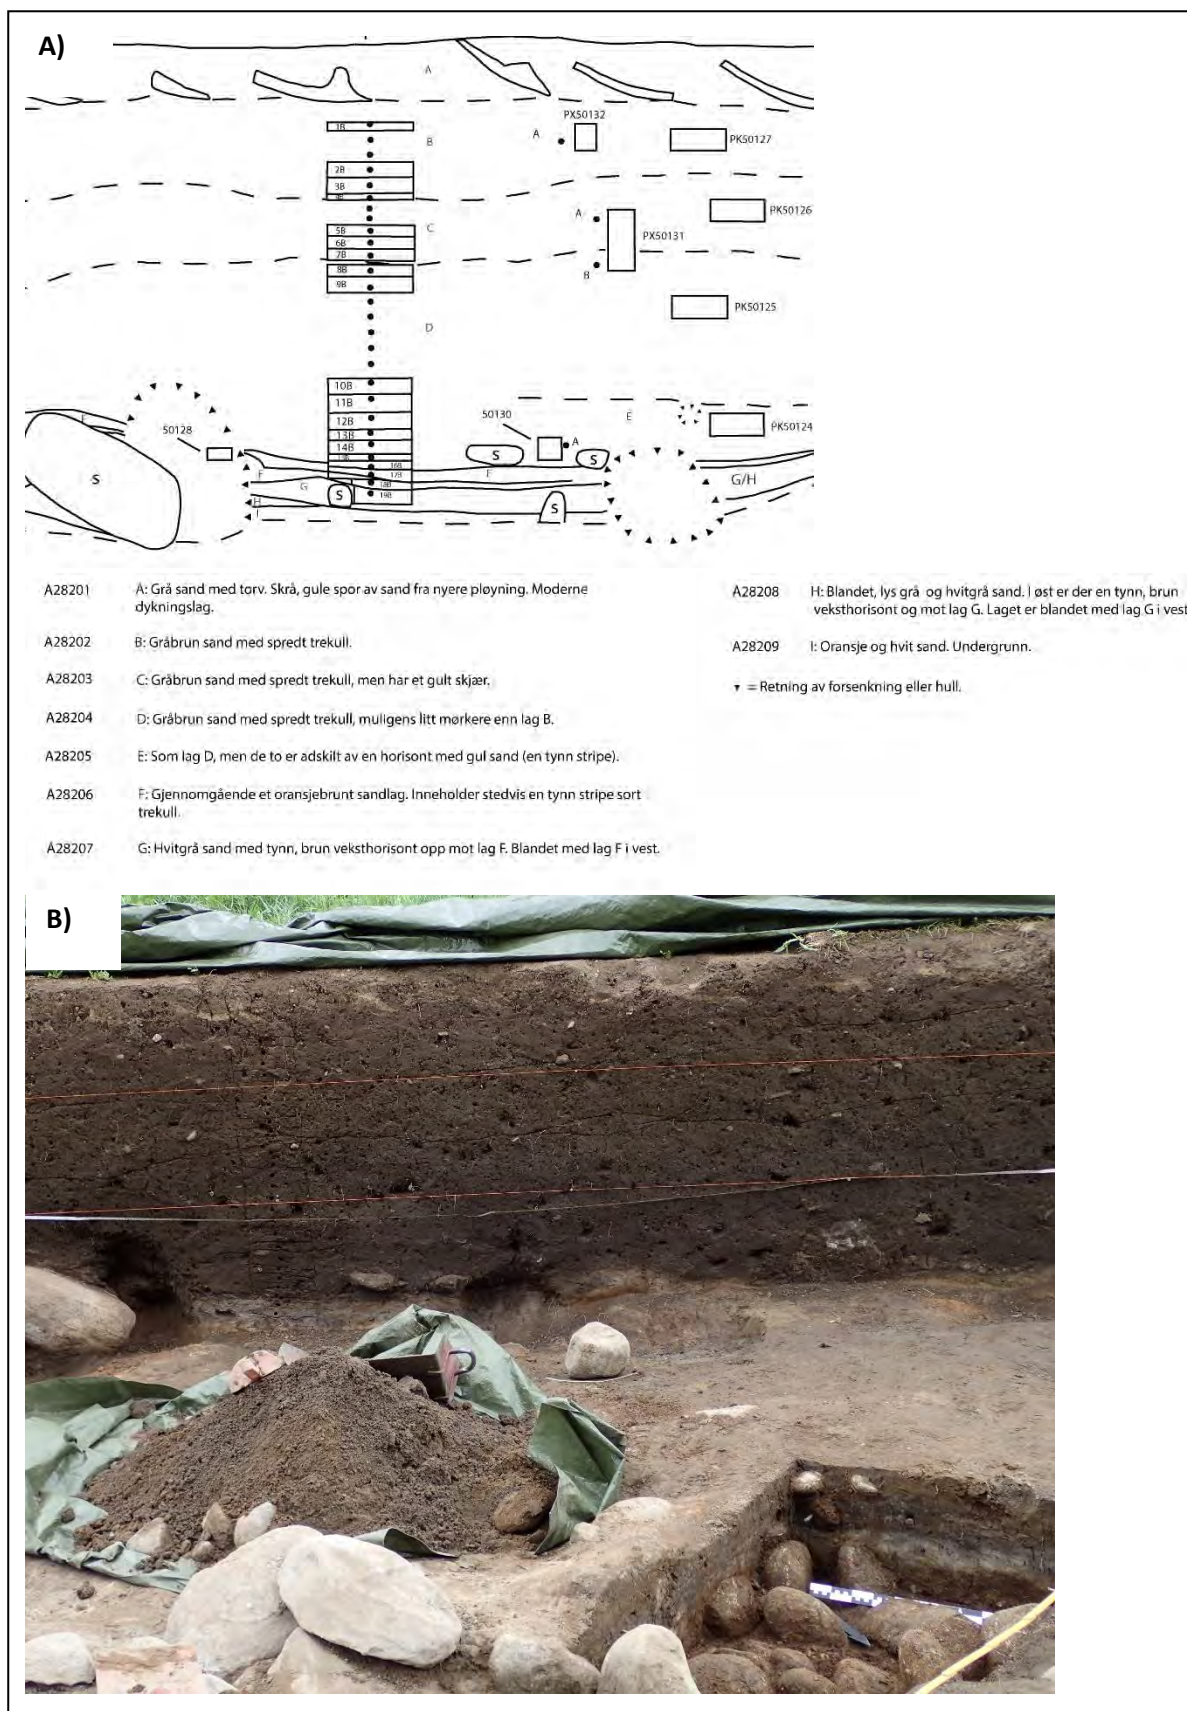 A)
A
PX50132
1B
A
B
PK50127
2B
3B
PK50126
A
5B
C
6B
PX50131
7B
8B
B
9B
PK50125
D
10B
11B
E
50130
12B
PK50124
50128
13B
A
14B
S
S
16B
S
F
17B
F
G/H
G
18B
S
19B
S
H
I
A28201 A: Grå sand med torv. Skrå, gule spor av sand fra nyere pløyning. Moderne
dykningslag.
A28202 B: Gråbrun sand med spredt trekull.
A28203 C: Gråbrun sand med spredt trekull, men har et gult skjær.
A28204 D: Gråbrun sand med spredt trekull, muligens litt mørkere enn lag B.
A28205 E: Som lag D, men de to er adskilt av en horisont med gul sand (en tynn stripe).
A28206 F: Gjennomgående et oransjebrunt sandlag. Inneholder stedvis en tynn stripe sort
trekull.
A28207 G: Hvitgrå sand med tynn, brun veksthorisont opp mot lag F. Blandet med lag F i vest.
A28208 H: Blandet, lys grå og hvitgrå sand. I øst er der en tynn, brun
veksthorisont og mot lag G. Laget er blandet med lag G i vest
A28209 I: Oransje og hvit sand. Undergrunn.
▼ = Retning av forsenkning eller hull.
B)